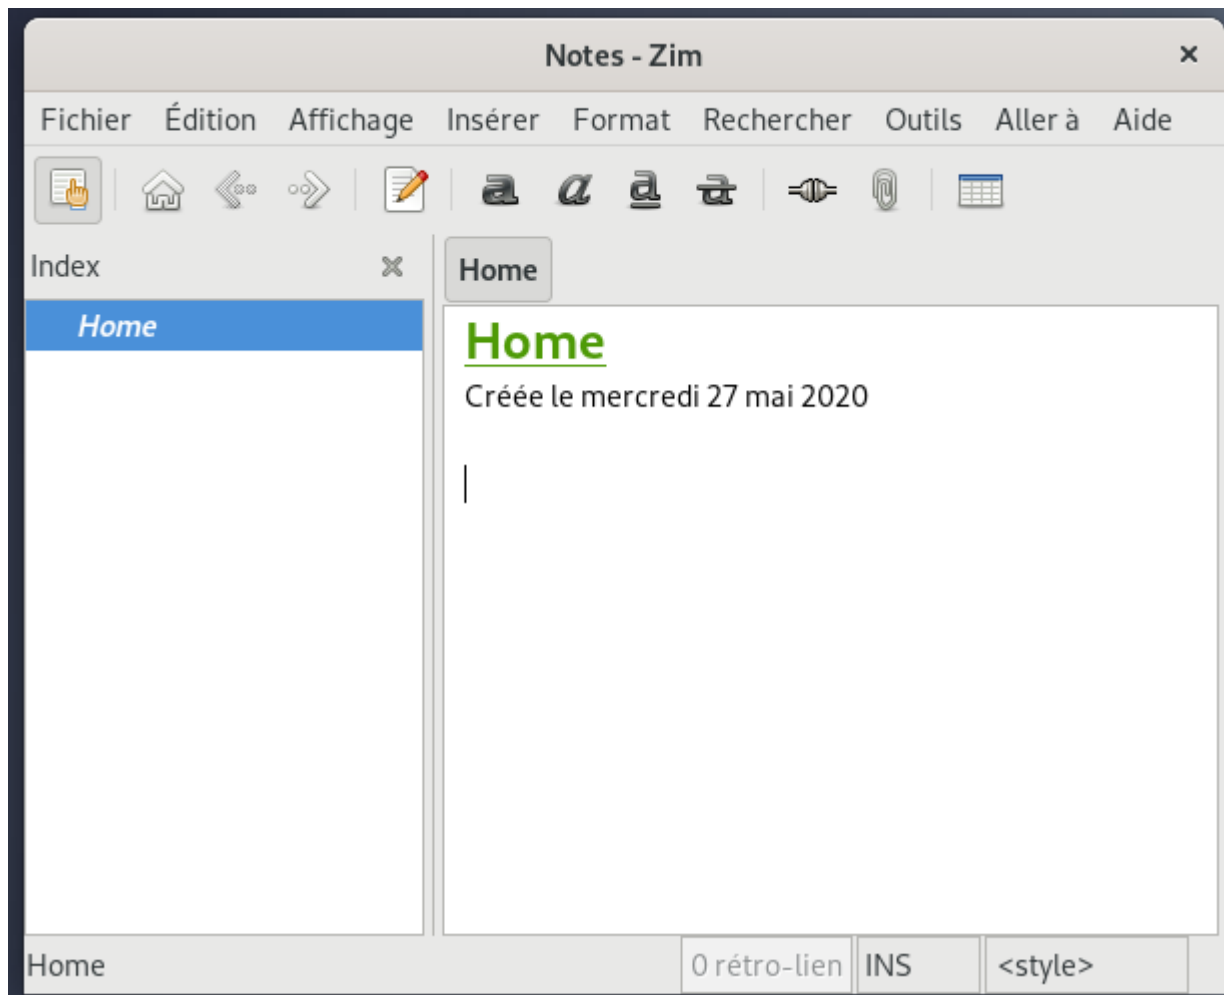 Notes - Zim
Fichier Édition Affichage Insérer Format Rechercher Outils Aller à Aide
a a a a
Index
Home
Home
Home
Créée le mercredi 27 mai 2020
Home
0 rétro-lien
INS
<style>